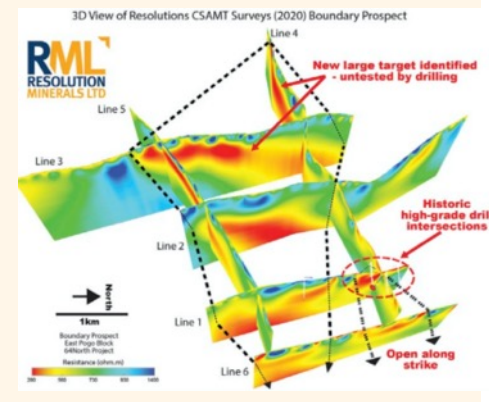 3D View of Resolutions CSAMT Surveys (2020) Boundary Prospect
RML
RESOLUTION
MINERALS LTD
Line 4
New large target identified
- untested by drilling
Line 5
Line 3
Historic
high-grade drill
intersections
Line 2
North
1km
Line 1
Boundary Prospect
East Pogo Block
64North Project
Resistance (ohm.m)
Line 6
Open along
strike